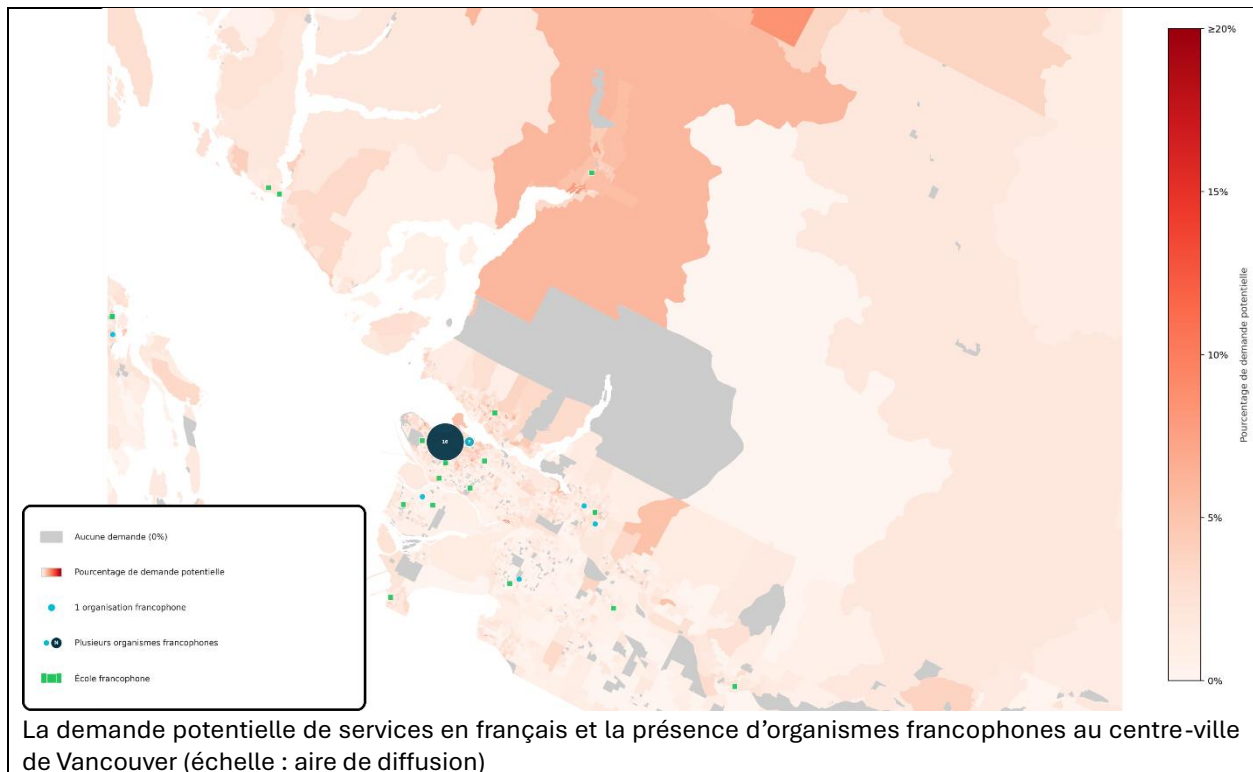 ≥20%
15%
10%
5%
0%
Pourcentage de demande potentielle
16
Aucune demande (0%)
Pourcentage de demande potentielle
1 organisation francophone
N
Plusieurs organismes francophones
École francophone
La demande potentielle de services en français et la présence d’organismes francophones au centre-ville
de Vancouver (échelle : aire de diffusion)